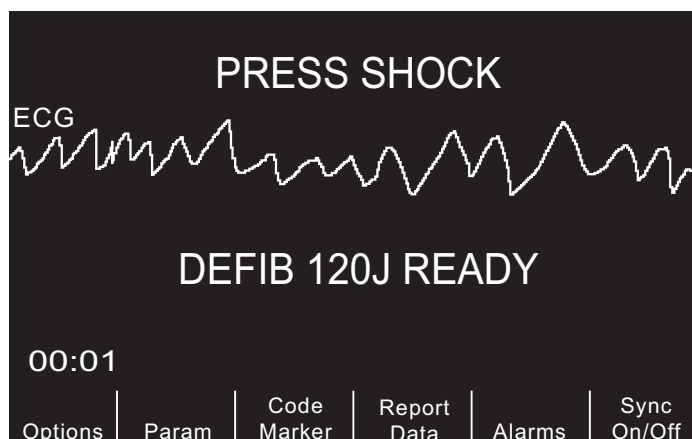 PRESS SHOCK
ECG
DEFIB 120J READY
00:01
Code Report Sync
Options Param Marker Data Alarms On/Off